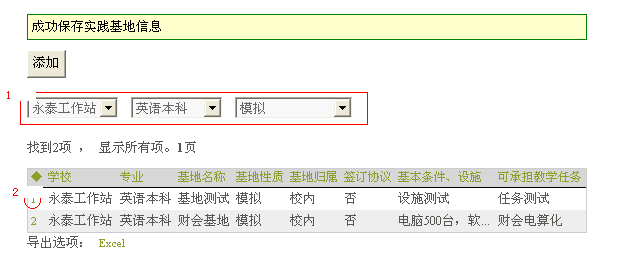 成功保存实践基地信息
添加
1
永泰工作站 英语本科 模拟
找到2项 , 显示所有项。1页
◆ 学校 专业 基地名称 基地性质 基地归属 签订协议 基本条件、设施 可承担教学任务
2
1 永泰工作站 英语本科 基地测试 模拟 校内 否 设施测试 任务测试
2 永泰工作站 英语本科 财会基地 模拟 校内 否 电脑500台，软... 财会电算化
导出选项： Excel